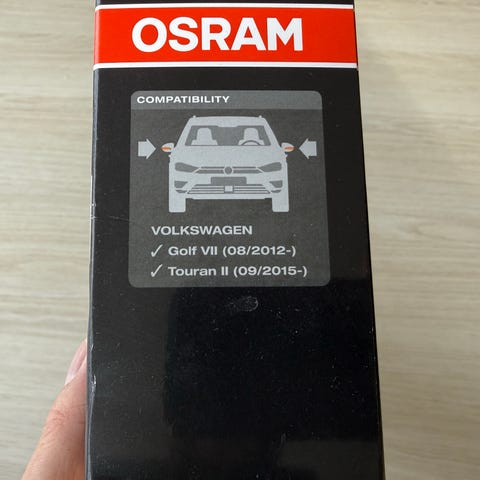 OSRAM
COMPATIBILITY
VOLKSWAGEN
✓ Golf VII (08/2012-)
✓ Touran II (09/2015-)